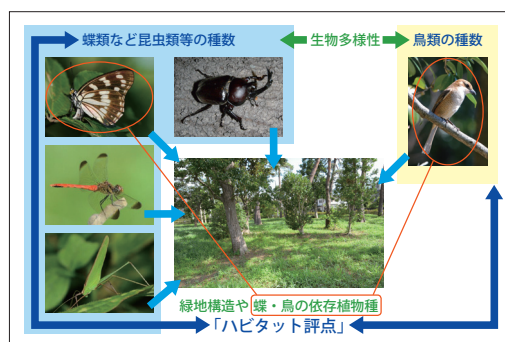 蝶類など昆虫類等の種数
生物多様性
鳥類の種数
緑地構造や蝶・鳥の依存植物種
「ハビタット評点」